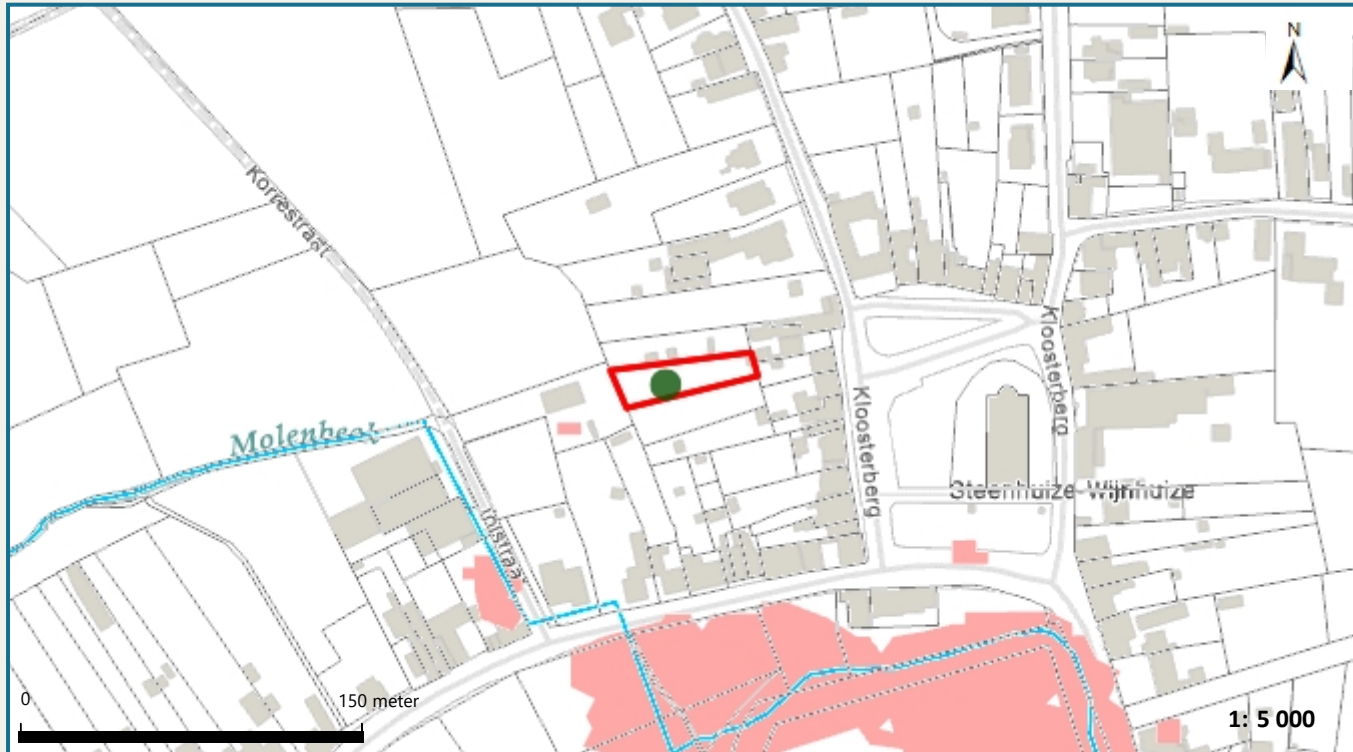 N
Korrestraat
Kloosterberg
Kloosterberg
Molenbeek
Steenhuize-Wijnhuize
0
150 meter
1: 5 000